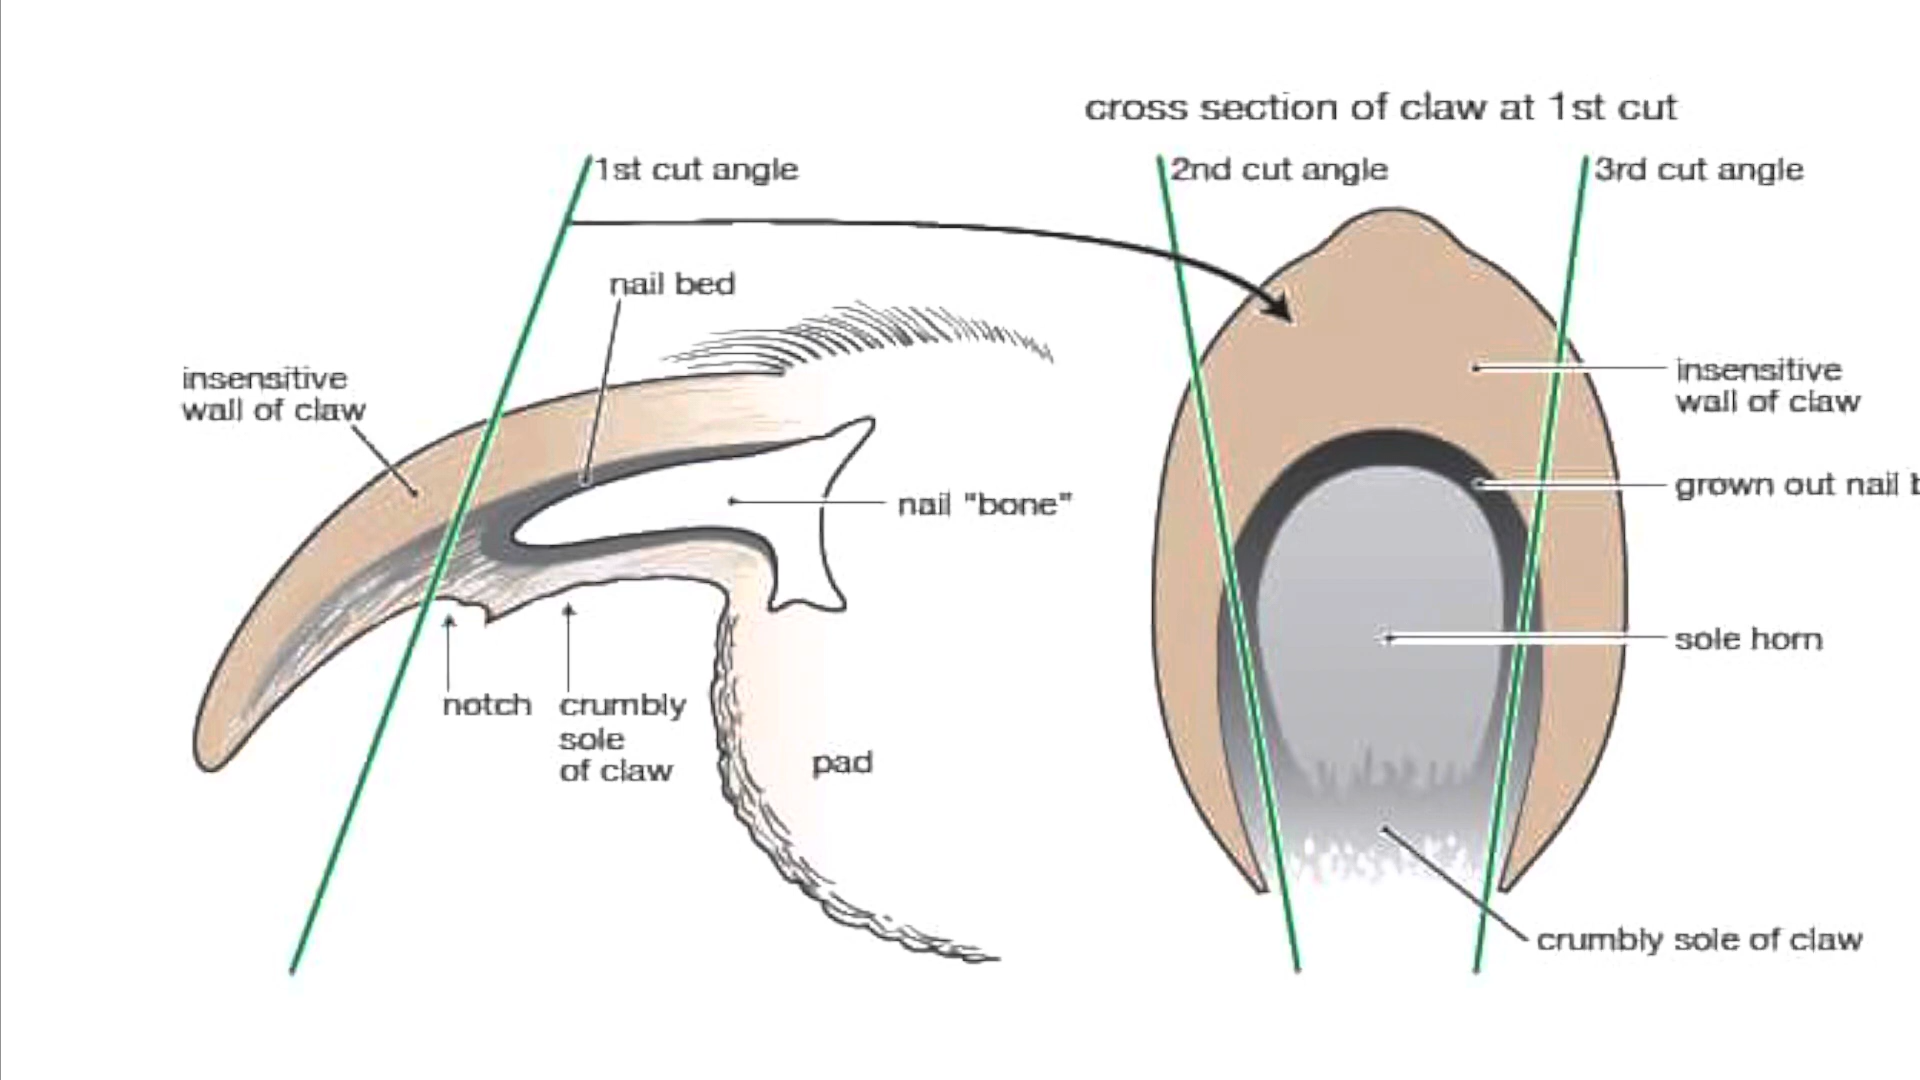 cross section of claw at 1st cut
1st cut angle
2nd cut angle
3rd cut angle
nail bed
insensitive
wall of claw
insensitive
wall of claw
grown out nail
nail "bone"
sole horn
notch
crumbly
sole
of claw
pad
crumbly sole of claw